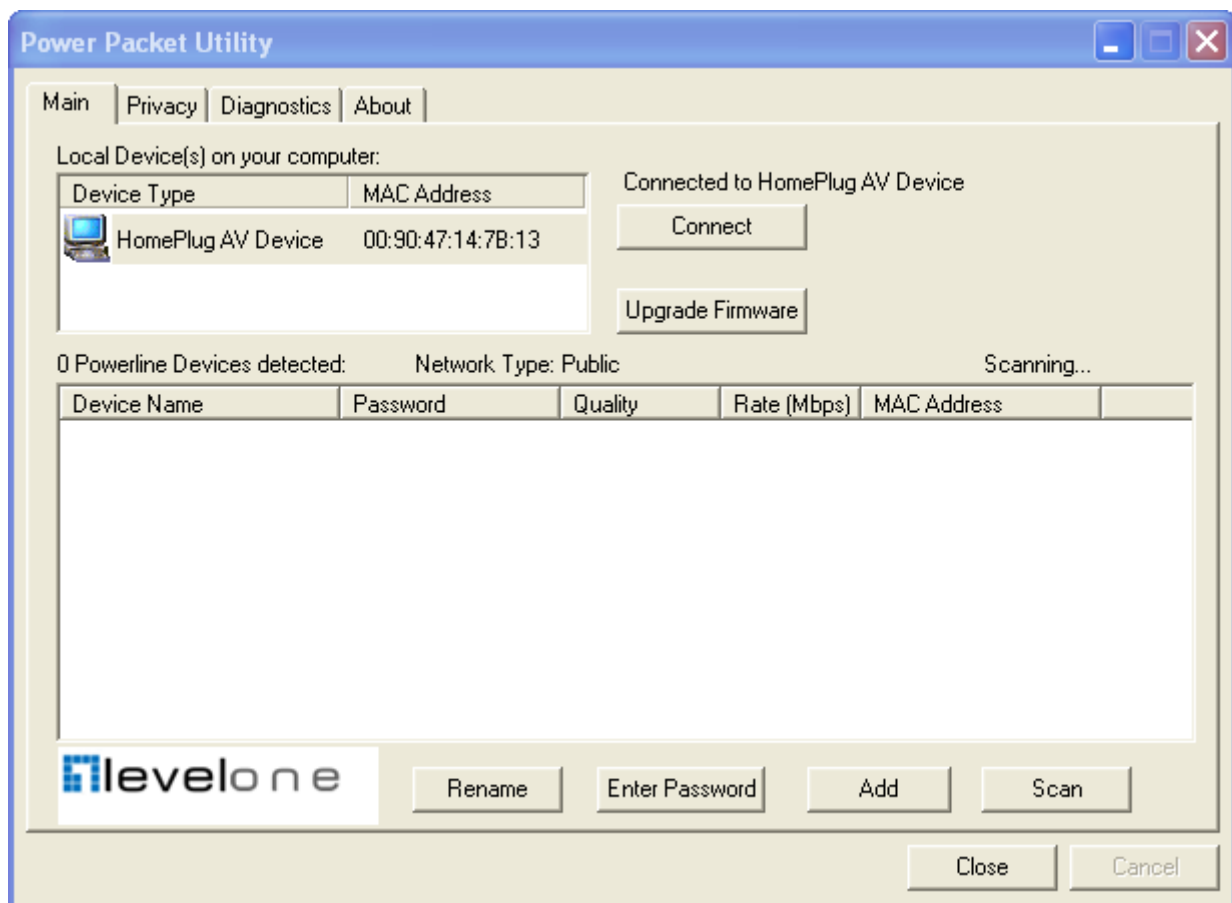 Power Packet Utility
Main Privacy Diagnostics About
Local Device(s) on your computer:
Device Type MAC Address
HomePlug AV Device 00:90:47:14:7B:13
Connected to HomePlug AV Device
Connect
Upgrade Firmware
0 Powerline Devices detected: Network Type: Public Scanning...
Device Name Password Quality Rate (Mbps) MAC Address
levelone
Rename Enter Password Add Scan
Close Cancel